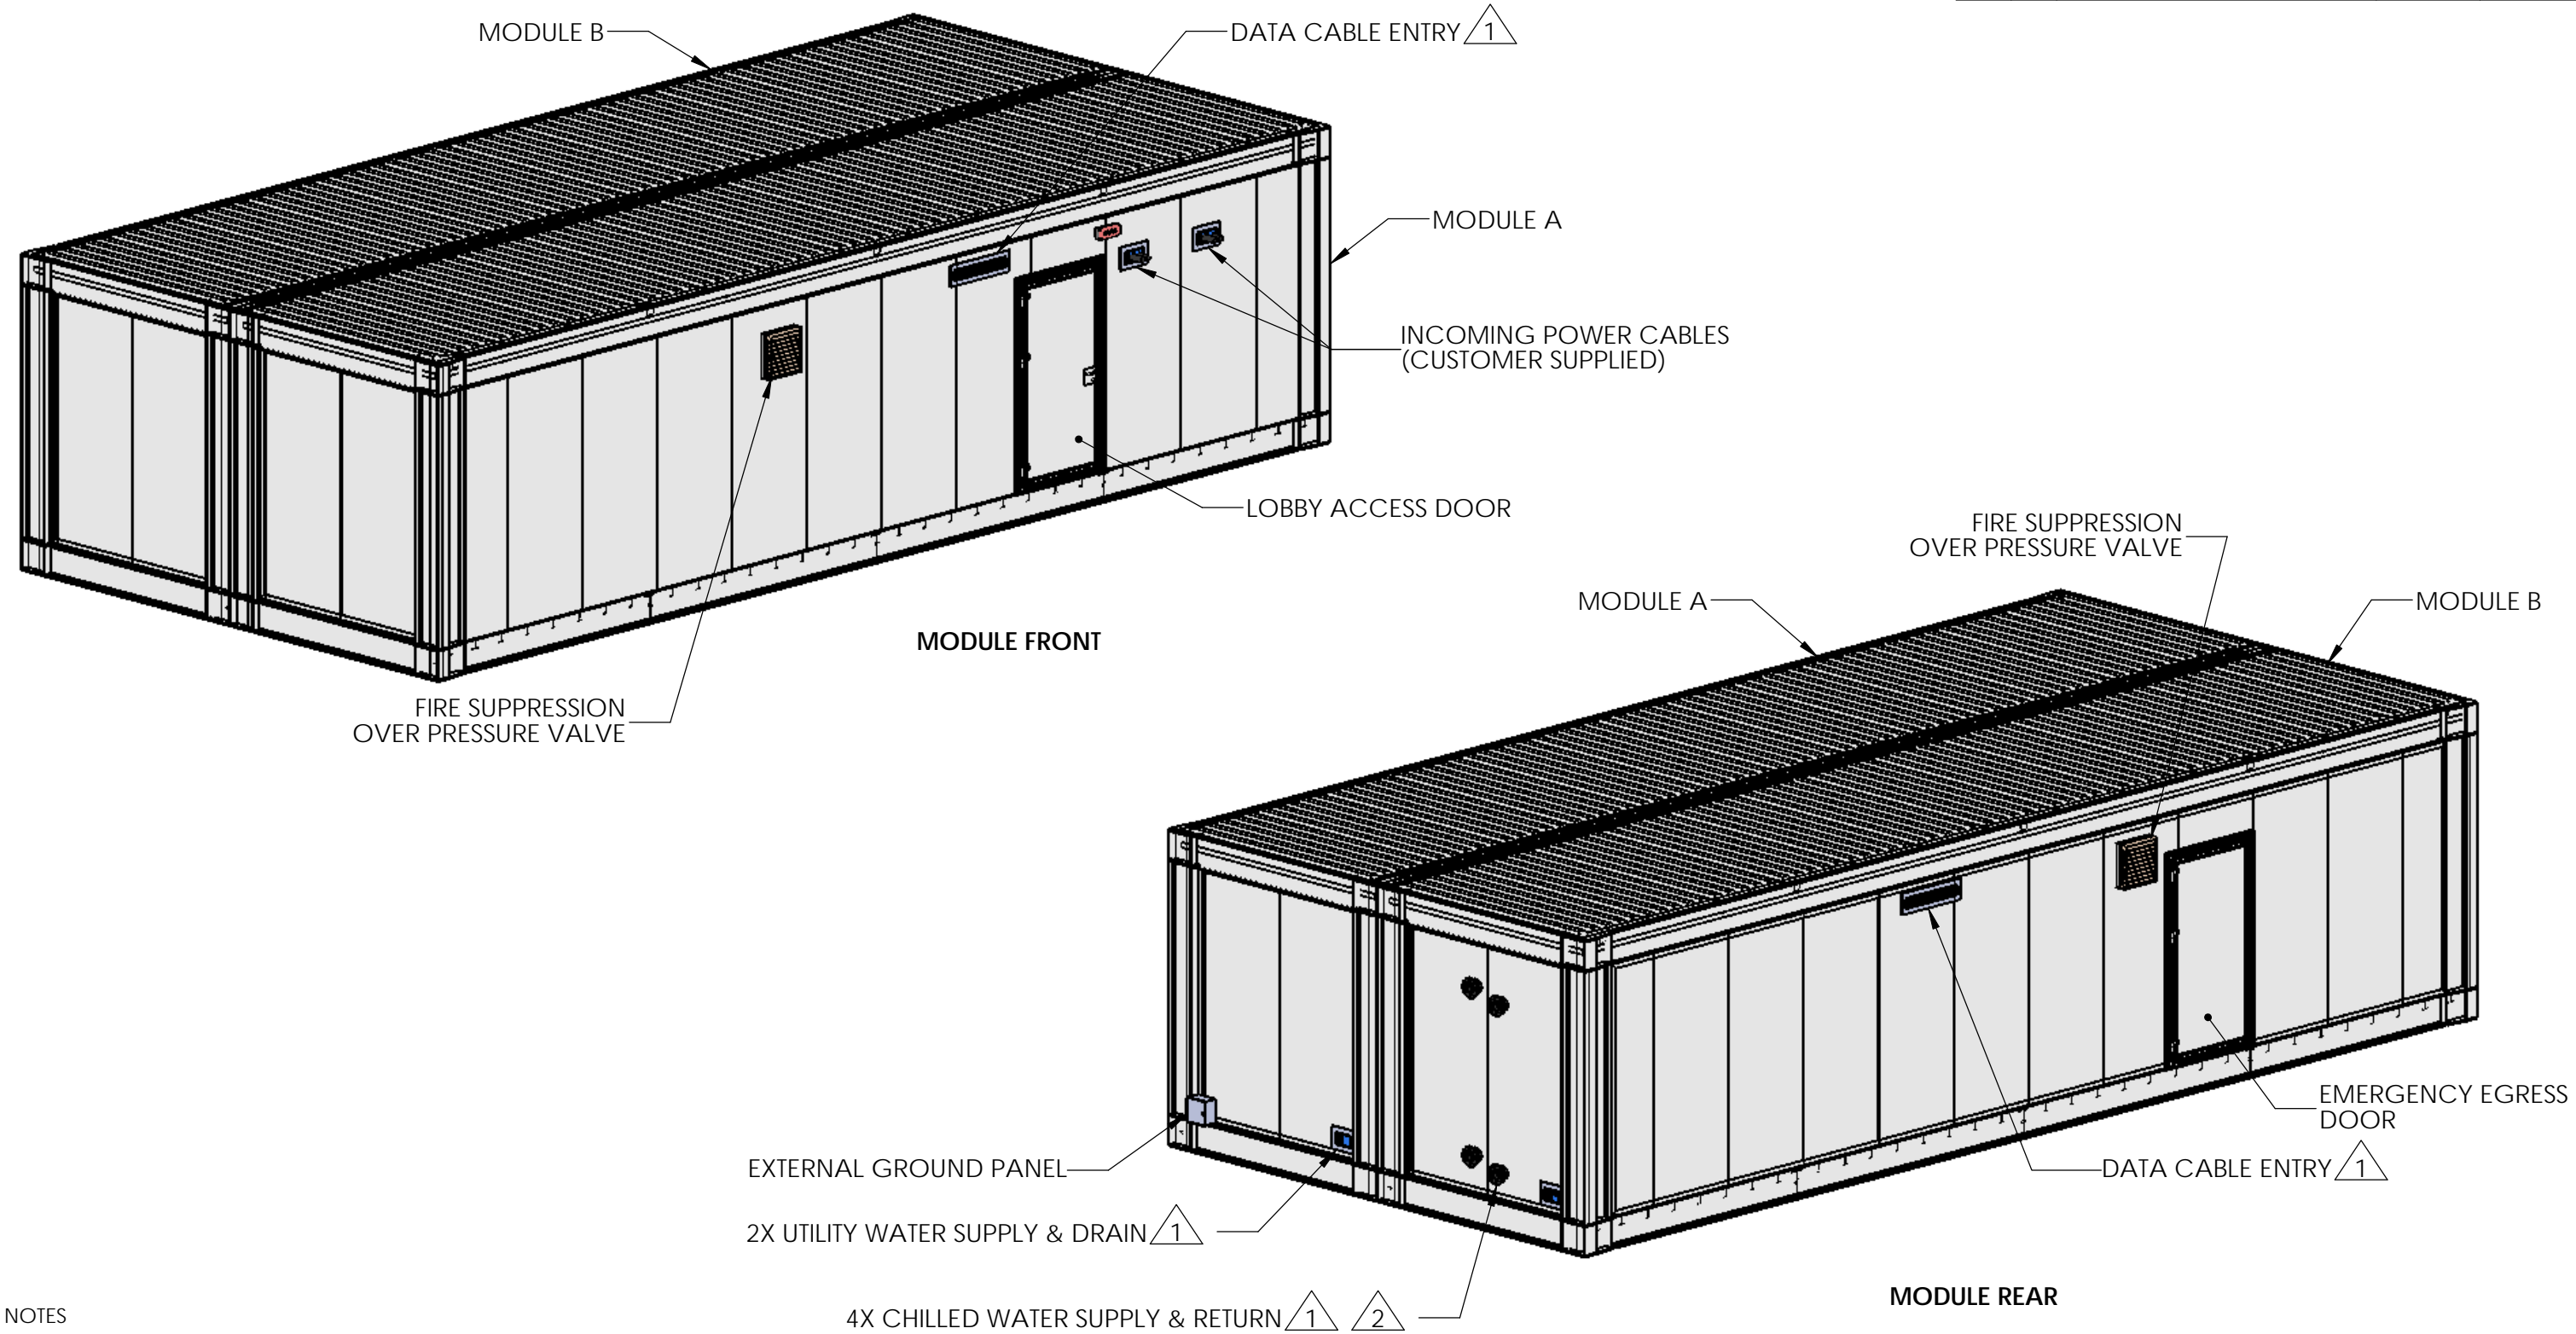 MODULE B
DATA CABLE ENTRY 1
MODULE A
INCOMING POWER CABLES
(CUSTOMER SUPPLIED)
LOBBY ACCESS DOOR
MODULE FRONT
FIRE SUPPRESSION
OVER PRESSURE VALVE
FIRE SUPPRESSION
OVER PRESSURE VALVE
MODULE A
MODULE B
EXTERNAL GROUND PANEL
2X UTILITY WATER SUPPLY & DRAIN 1
4X CHILLED WATER SUPPLY & RETURN 1 2
EMERGENCY EGRESS
DOOR
DATA CABLE ENTRY 1
MODULE REAR
NOTES